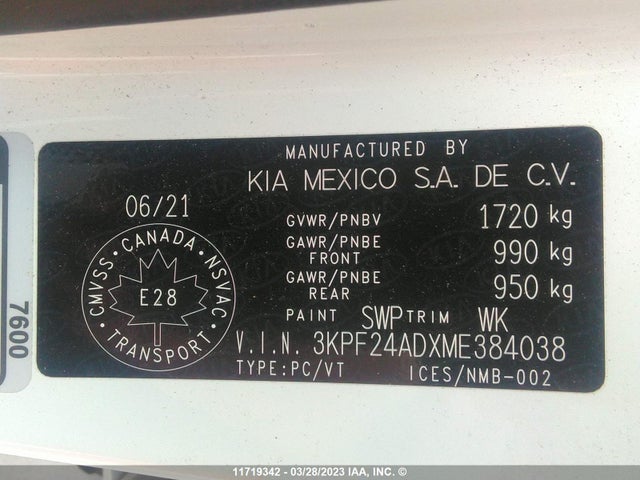 MANUFACTURED BY
KIA MEXICO S.A. DE C.V.
06/21
GVWR/PNBV 1720 kg
GAWR/PNBE FRONT 990 kg
GAWR/PNBE REAR 950 kg
PAINT SWP TRIM WK
CMVSS · CANADA · NSVAC · TRANSPORT ·
E28
V.I.N. 3KPF24ADXME384038
TYPE:PC/VT ICES/NMB-002
7600
11719342 - 03/28/2023 IAA, INC. ©